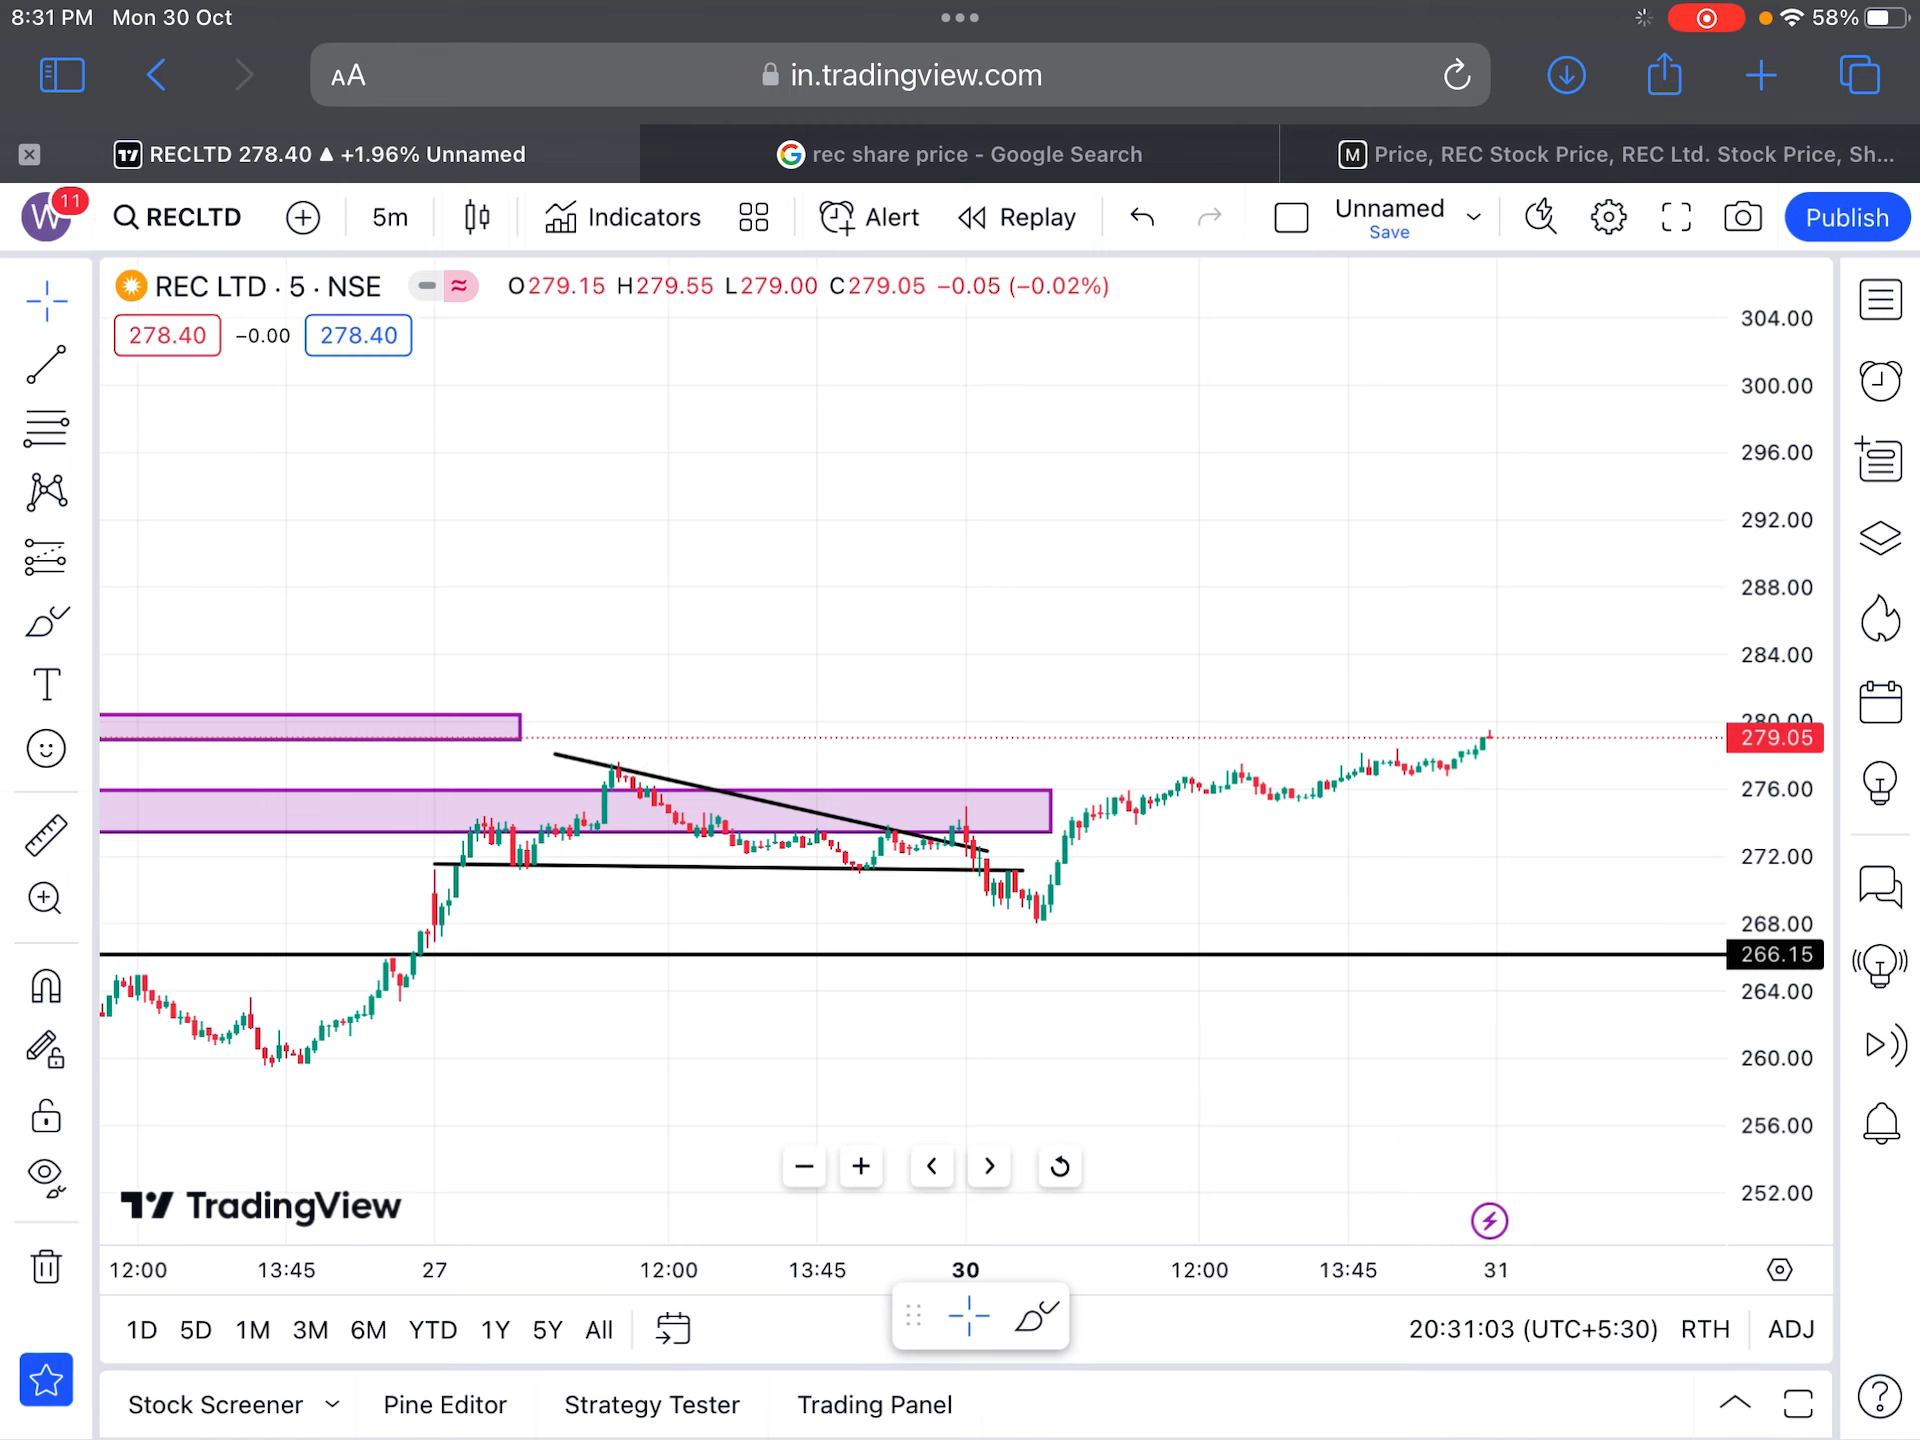 8:31 PM Mon 30 Oct
58%
AA in.tradingview.com
RECLTD 278.40 ▲ +1.96% Unnamed
rec share price - Google Search
M Price, REC Stock Price, REC Ltd. Stock Price, Sh...
W 11
RECLTD 5m Indicators Alert Replay Unnamed Save Publish
REC LTD · 5 · NSE O279.15 H279.55 L279.00 C279.05 −0.05 (−0.02%)
278.40 −0.00 278.40
304.00
300.00
296.00
292.00
288.00
284.00
280.00
279.05
276.00
272.00
268.00
266.15
264.00
260.00
256.00
252.00
TradingView
12:00 13:45 27 12:00 13:45 30 12:00 13:45 31
1D 5D 1M 3M 6M YTD 1Y 5Y All 20:31:03 (UTC+5:30) RTH ADJ
Stock Screener Pine Editor Strategy Tester Trading Panel